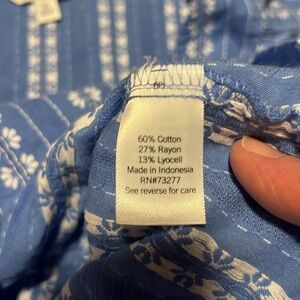 60% Cotton
27% Rayon
13% Lyocell
Made in Indonesia
RN#73277
See reverse for care